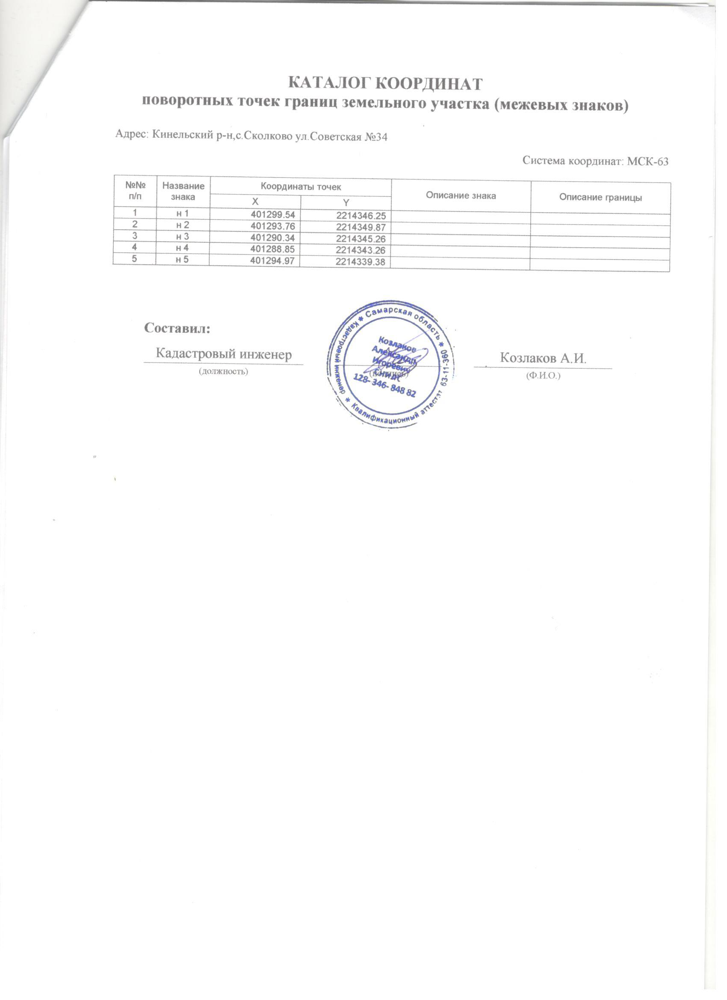 КАТАЛОГ КООРДИНАТ
поворотных точек границ земельного участка (межевых знаков)
Адрес: Кинельский р-н,с.Сколково ул.Советская №34
Система координат: МСК-63
№№ п/п Название знака Координаты точек Описание знака Описание границы
X Y
1 н 1 401299.54 2214346.25
2 н 2 401293.76 2214349.87
3 н 3 401290.34 2214345.26
4 н 4 401288.85 2214343.26
5 н 5 401294.97 2214339.38
Составил:
Кадастровый инженер Козлаков А.И.
(должность) (подпись) (Ф.И.О.)
* Самарская область * Квалификационный аттестат 63-11-390
* Кадастровый инженер
Козлаков
Александр
Игоревич
СНИЛС
128-346-848 82